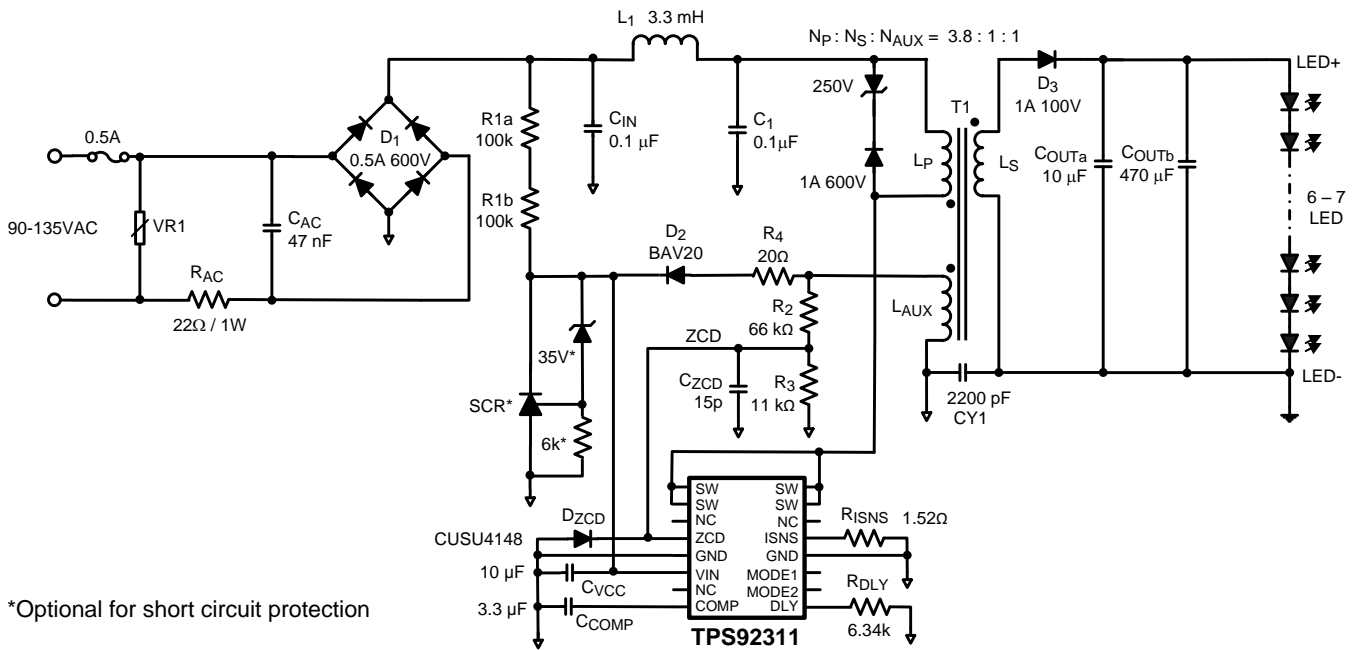 L1 3.3 mH
NP : NS : NAUX = 3.8 : 1 : 1
0.5A
90-135VAC
VR1
RAC
22Ω / 1W
CAC
47 nF
D1
0.5A 600V
R1a
100k
R1b
100k
CIN
0.1 μF
C1
0.1μF
250V
1A 600V
T1
LP
LS
D3
1A 100V
COUTa
10 μF
COUTb
470 μF
LED+
6 – 7
LED
LED-
D2
BAV20
R4
20Ω
R2
66 kΩ
LAUX
ZCD
CZCD
15p
R3
11 kΩ
2200 pF
CY1
35V*
SCR*
6k*
SW
SW
NC
ZCD
GND
VIN
NC
COMP
SW
SW
NC
ISNS
GND
MODE1
MODE2
DLY
TPS92311
RISNS 1.52Ω
RDLY
6.34k
DZCD
CUSU4148
10 μF
CVCC
3.3 μF
CCOMP
*Optional for short circuit protection